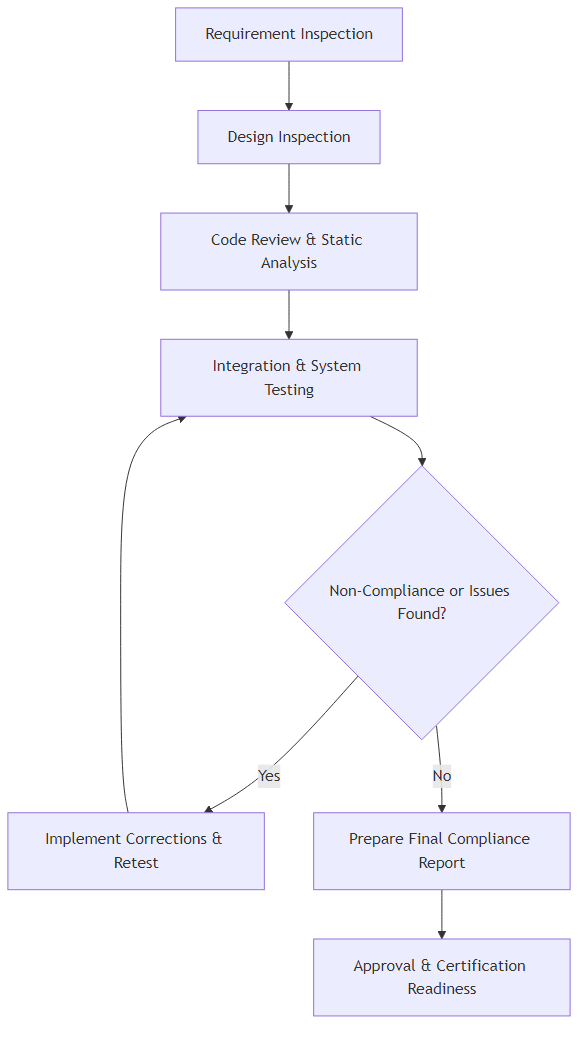 Requirement Inspection
Design Inspection
Code Review & Static
Analysis
Integration & System
Testing
Non-Compliance or Issues
Found?
Yes
No
Implement Corrections &
Retest
Prepare Final Compliance
Report
Approval & Certification
Readiness